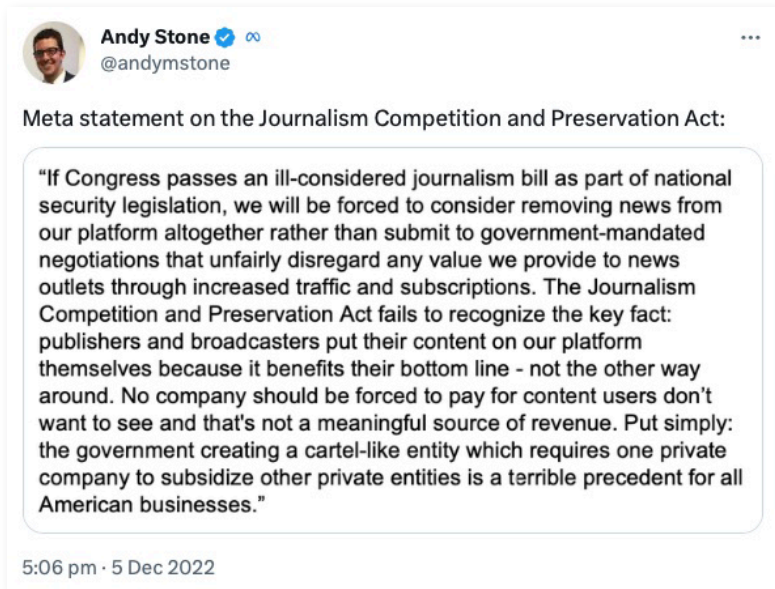 Andy Stone
@andymstone
Meta statement on the Journalism Competition and Preservation Act:
“If Congress passes an ill-considered journalism bill as part of national
security legislation, we will be forced to consider removing news from
our platform altogether rather than submit to government-mandated
negotiations that unfairly disregard any value we provide to news
outlets through increased traffic and subscriptions. The Journalism
Competition and Preservation Act fails to recognize the key fact:
publishers and broadcasters put their content on our platform
themselves because it benefits their bottom line - not the other way
around. No company should be forced to pay for content users don’t
want to see and that's not a meaningful source of revenue. Put simply:
the government creating a cartel-like entity which requires one private
company to subsidize other private entities is a terrible precedent for all
American businesses.”
5:06 pm · 5 Dec 2022